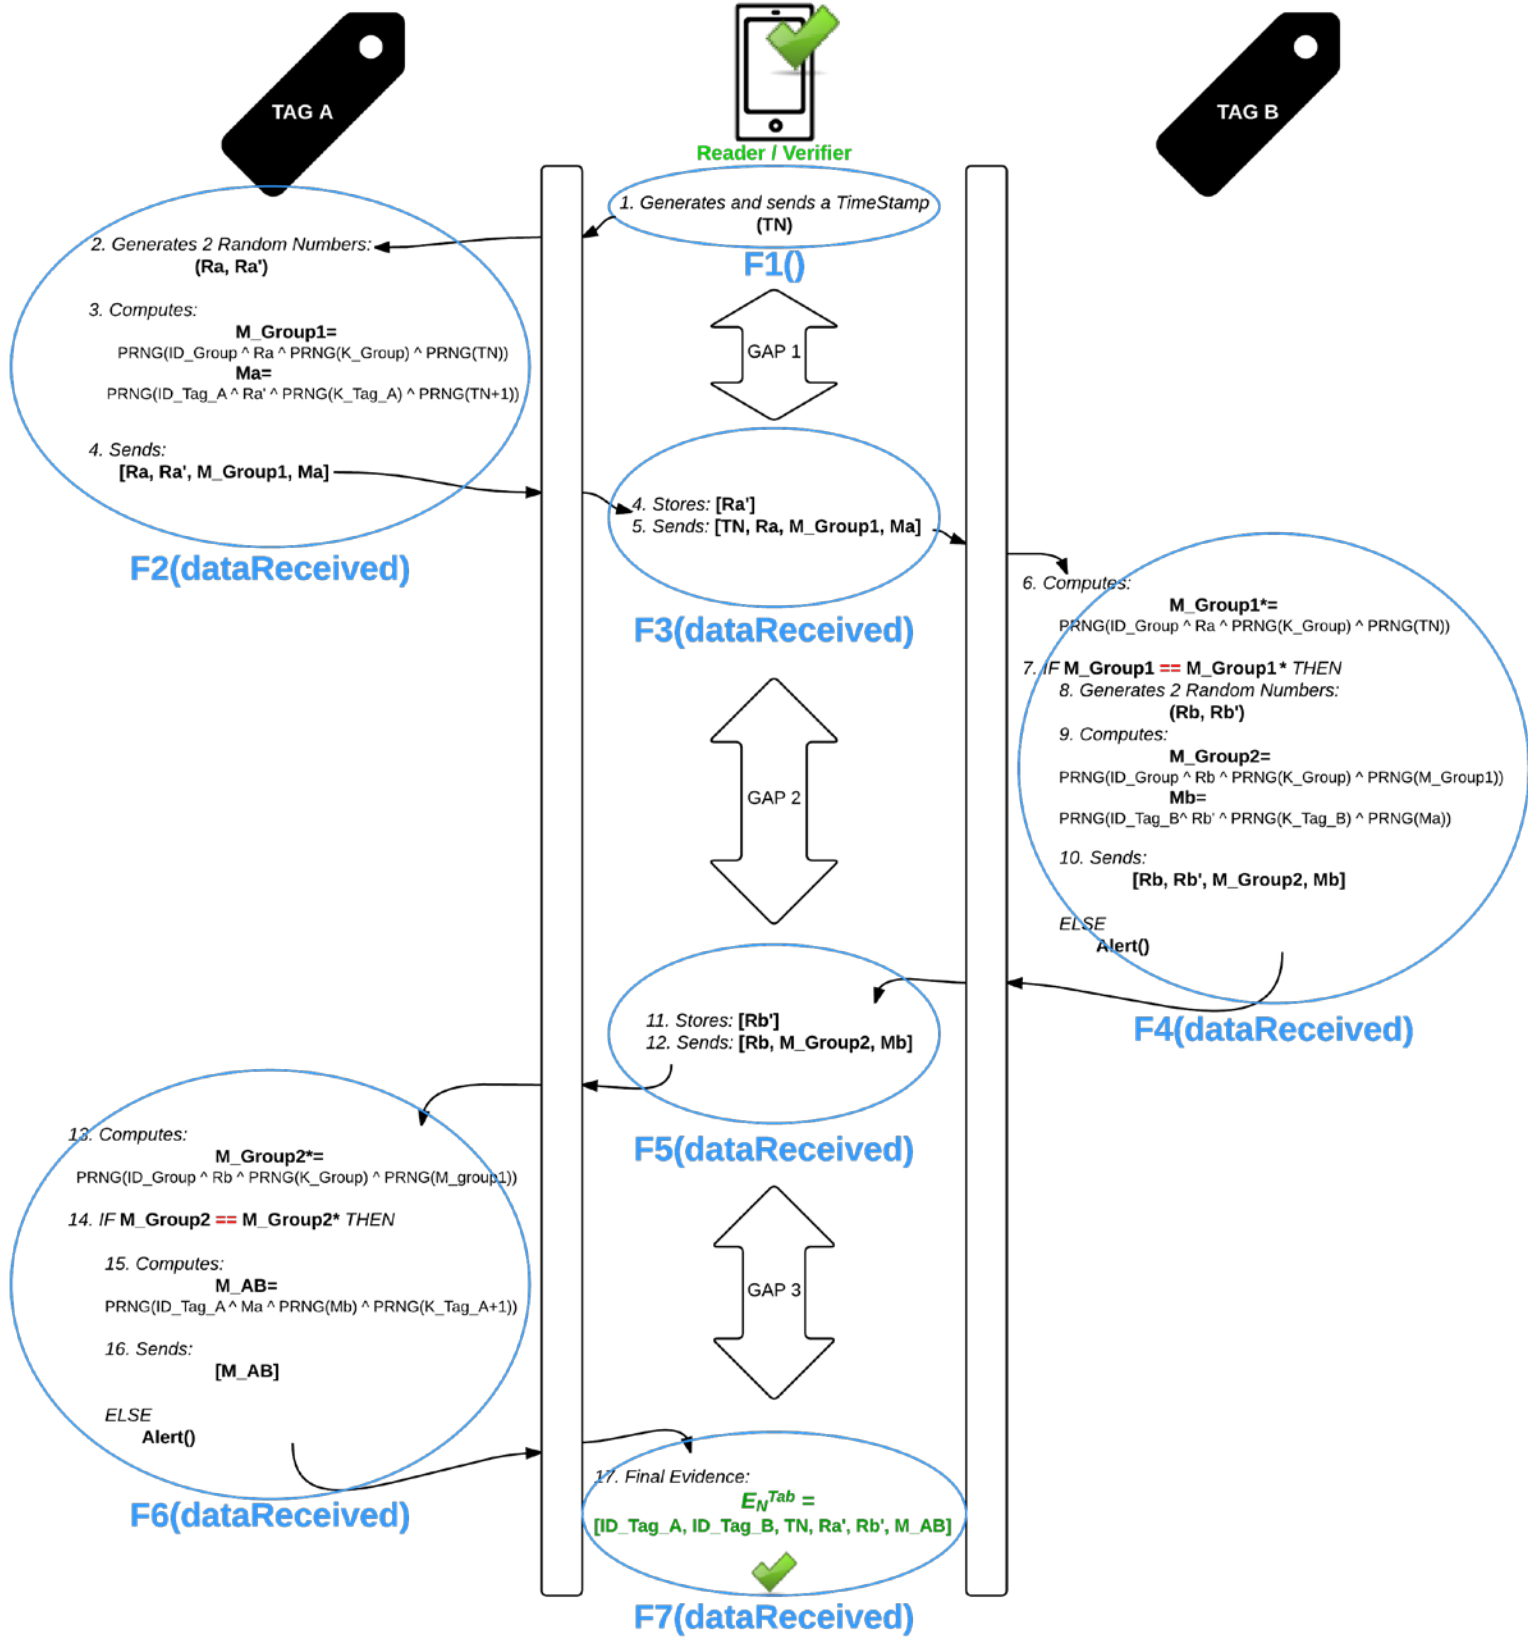 TAG A
TAG B
Reader / Verifier
1. Generates and sends a TimeStamp
(TN)
F1()
2. Generates 2 Random Numbers:
(Ra, Ra')
3. Computes:
M_Group1=
PRNG(ID_Group ^ Ra ^ PRNG(K_Group) ^ PRNG(TN))
Ma=
PRNG(ID_Tag_A ^ Ra' ^ PRNG(K_Tag_A) ^ PRNG(TN+1))
4. Sends:
[Ra, Ra', M_Group1, Ma]
F2(dataReceived)
GAP 1
4. Stores: [Ra']
5. Sends: [TN, Ra, M_Group1, Ma]
F3(dataReceived)
6. Computes:
M_Group1*=
PRNG(ID_Group ^ Ra ^ PRNG(K_Group) ^ PRNG(TN))
7. IF M_Group1 == M_Group1* THEN
8. Generates 2 Random Numbers:
(Rb, Rb')
9. Computes:
M_Group2=
PRNG(ID_Group ^ Rb ^ PRNG(K_Group) ^ PRNG(M_Group1))
Mb=
PRNG(ID_Tag_B^ Rb' ^ PRNG(K_Tag_B) ^ PRNG(Ma))
10. Sends:
[Rb, Rb', M_Group2, Mb]
ELSE
Alert()
F4(dataReceived)
GAP 2
11. Stores: [Rb']
12. Sends: [Rb, M_Group2, Mb]
F5(dataReceived)
13. Computes:
M_Group2*=
PRNG(ID_Group ^ Rb ^ PRNG(K_Group) ^ PRNG(M_group1))
14. IF M_Group2 == M_Group2* THEN
15. Computes:
M_AB=
PRNG(ID_Tag_A ^ Ma ^ PRNG(Mb) ^ PRNG(K_Tag_A+1))
16. Sends:
[M_AB]
ELSE
Alert()
F6(dataReceived)
GAP 3
17. Final Evidence:
E_N^Tab =
[ID_Tag_A, ID_Tag_B, TN, Ra', Rb', M_AB]
F7(dataReceived)